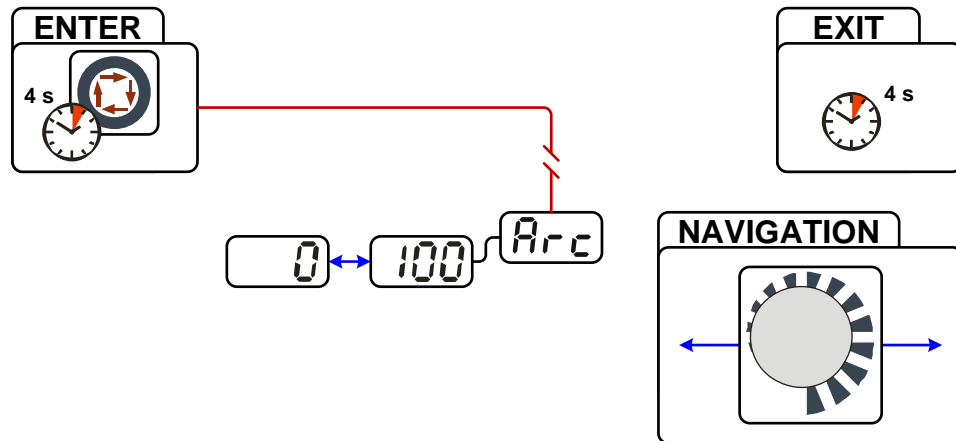 ENTER
4 s
EXIT
4 s
Arc
0
100
NAVIGATION